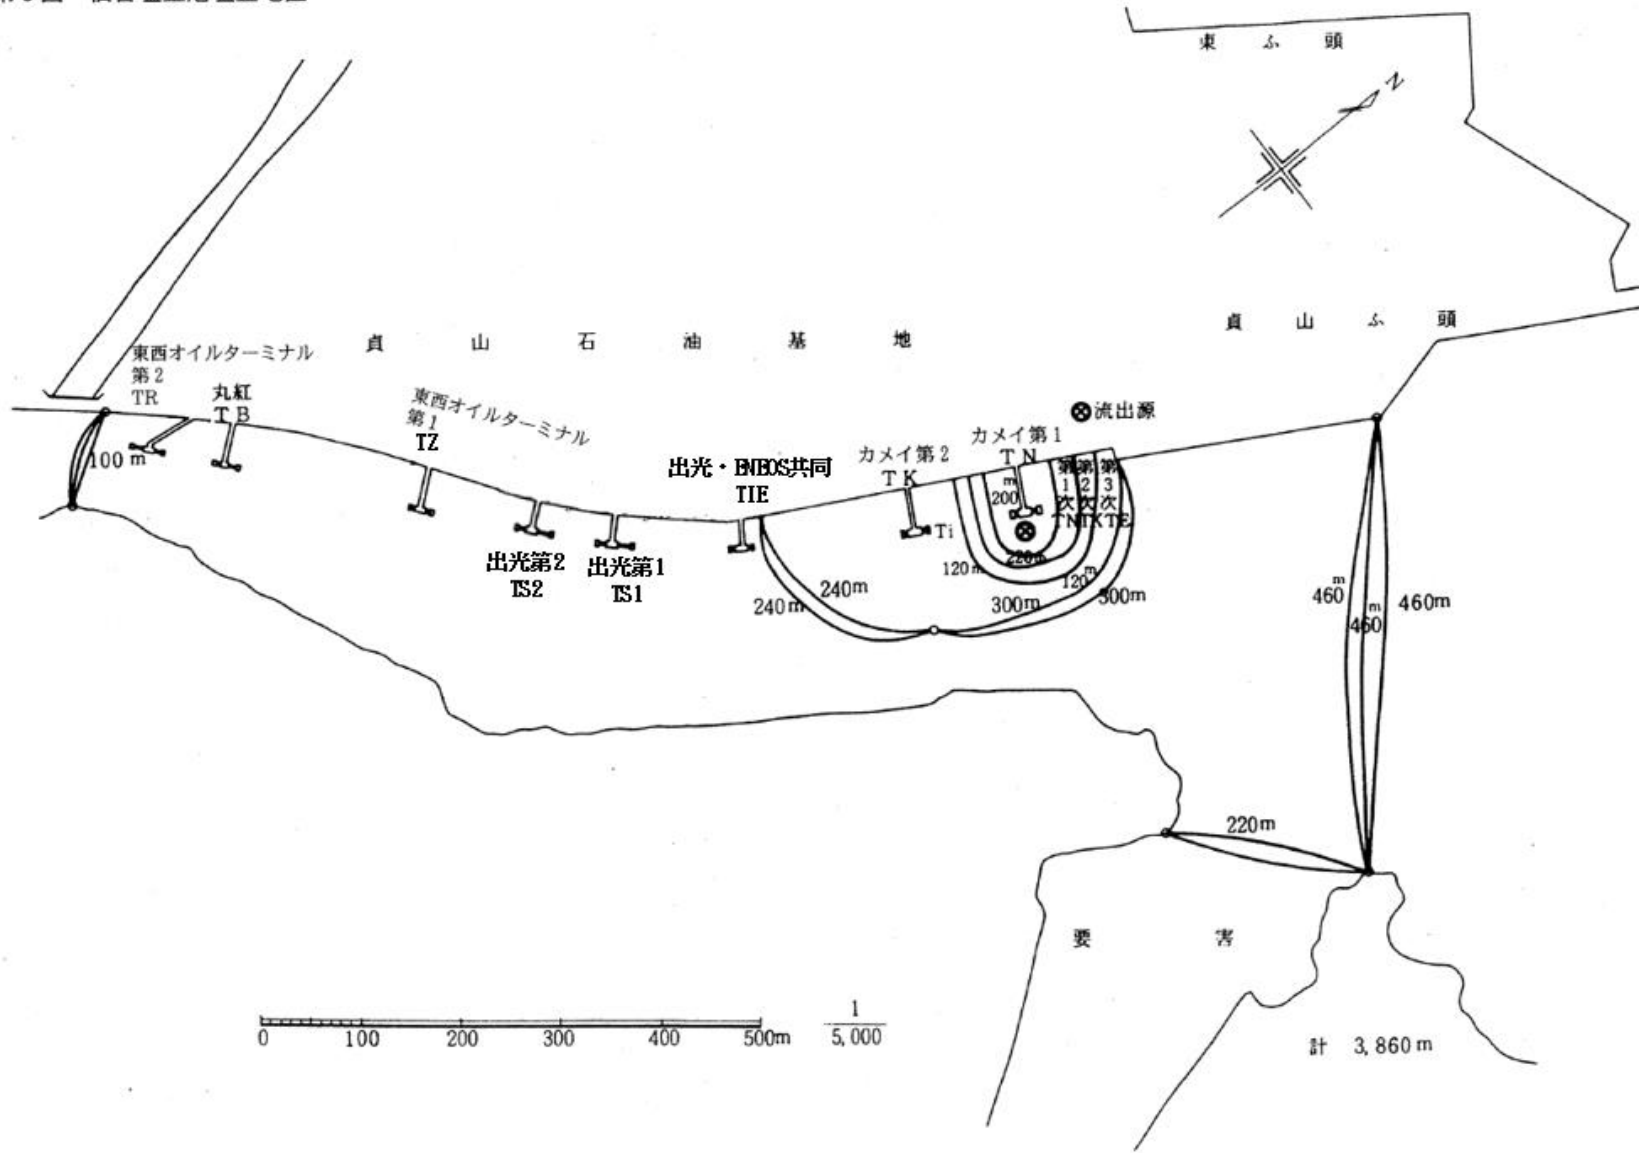 東ふ頭
N
貞山石油基地
貞山ふ頭
東西オイルターミナル
第2
TR
丸紅
TB
東西オイルターミナル
第1
TZ
出光・ENEOS共同
TIE
カメイ第2
TK
カメイ第1
TN
流出源
第1次
第2次
第3次
TN
TK
TE
Ti
100m
200m
220m
120m
120m
出光第2
TS2
出光第1
TS1
240m
240m
300m
300m
460m
460m
460m
220m
要害
0 100 200 300 400 500m
1
5,000
計 3,860m